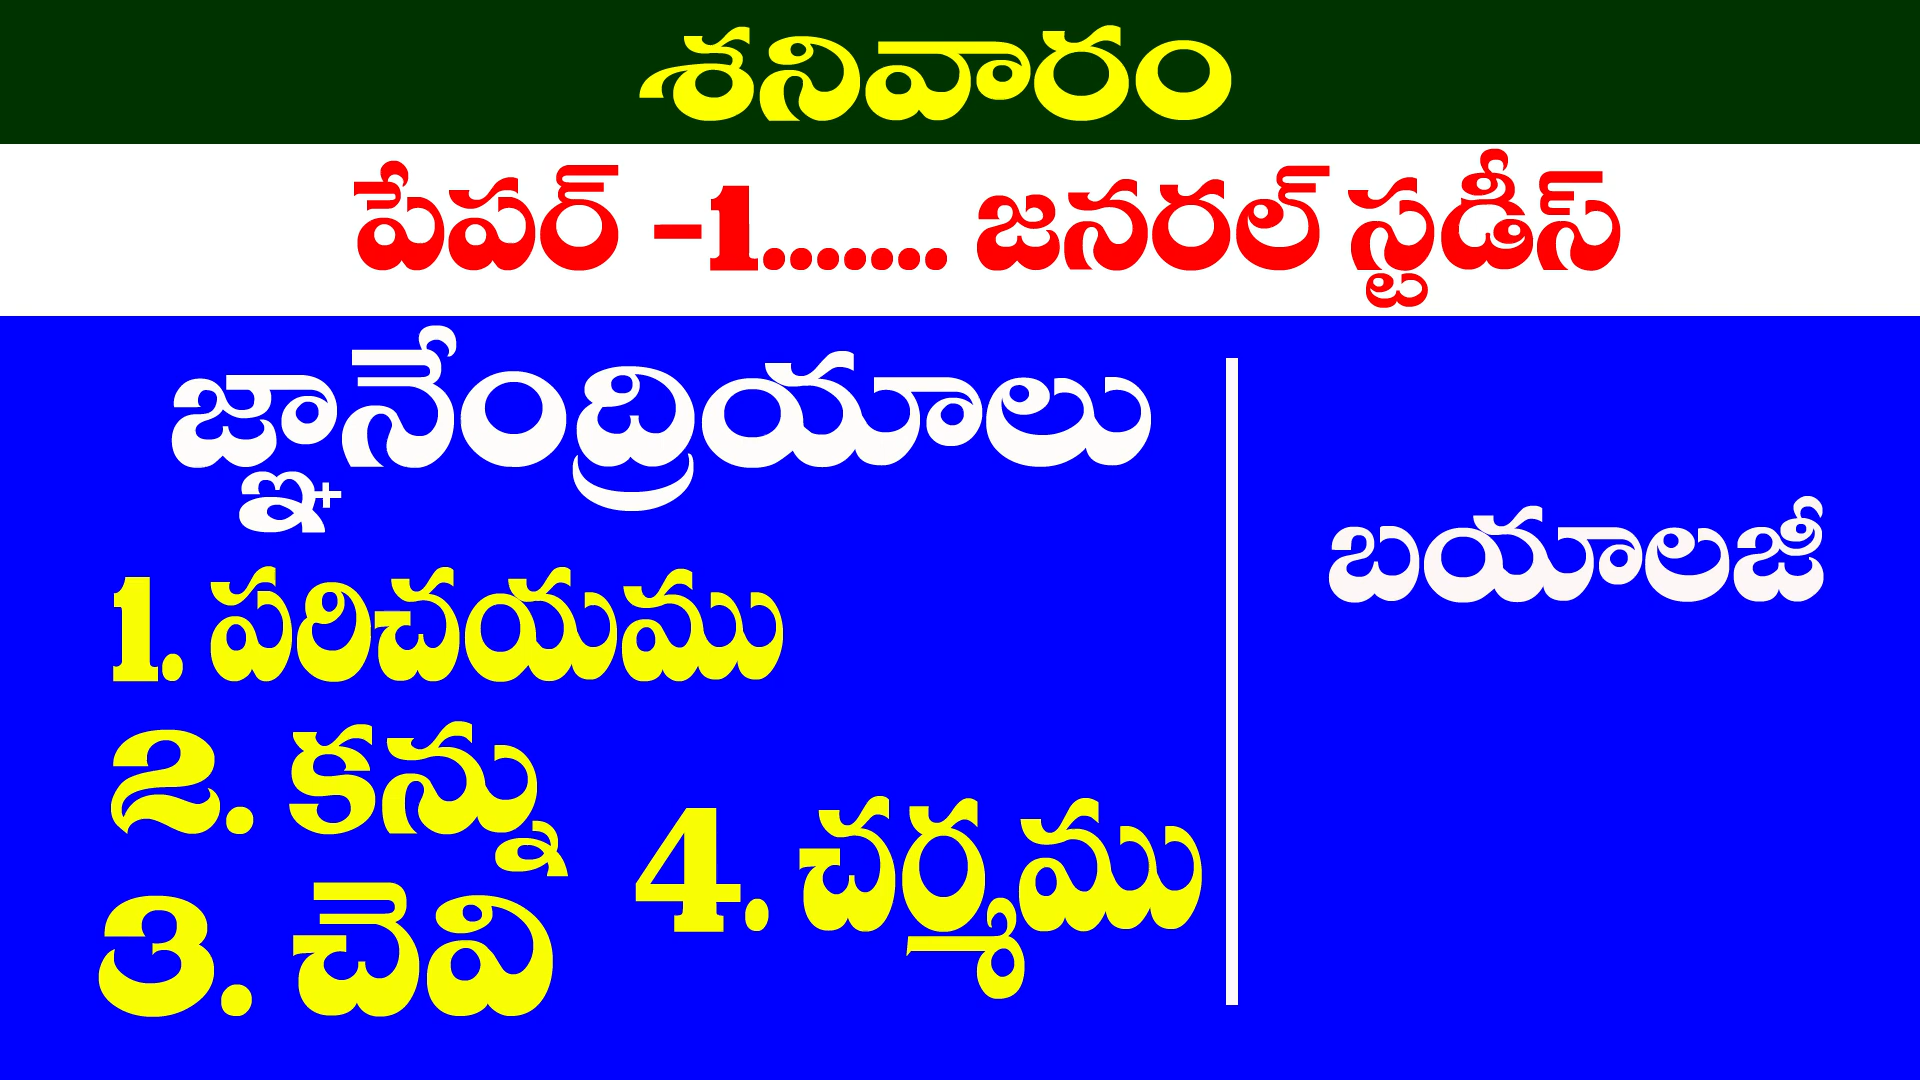 శనివారం
పేపర్ -1....... జనరల్ స్టడీస్
జ్ఞానేంద్రియాలు
1. పరిచయము
2. కన్ను
3. చెవి
4. చర్మము
బయాలజీ